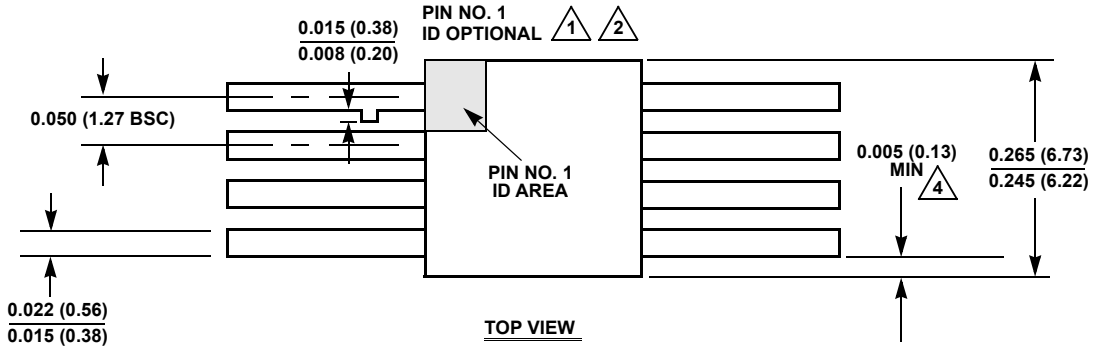 PIN NO. 1
ID OPTIONAL 1 2
0.015 (0.38)
0.008 (0.20)
0.050 (1.27 BSC)
PIN NO. 1
ID AREA
0.005 (0.13)
MIN 4
0.265 (6.73)
0.245 (6.22)
0.022 (0.56)
0.015 (0.38)
TOP VIEW